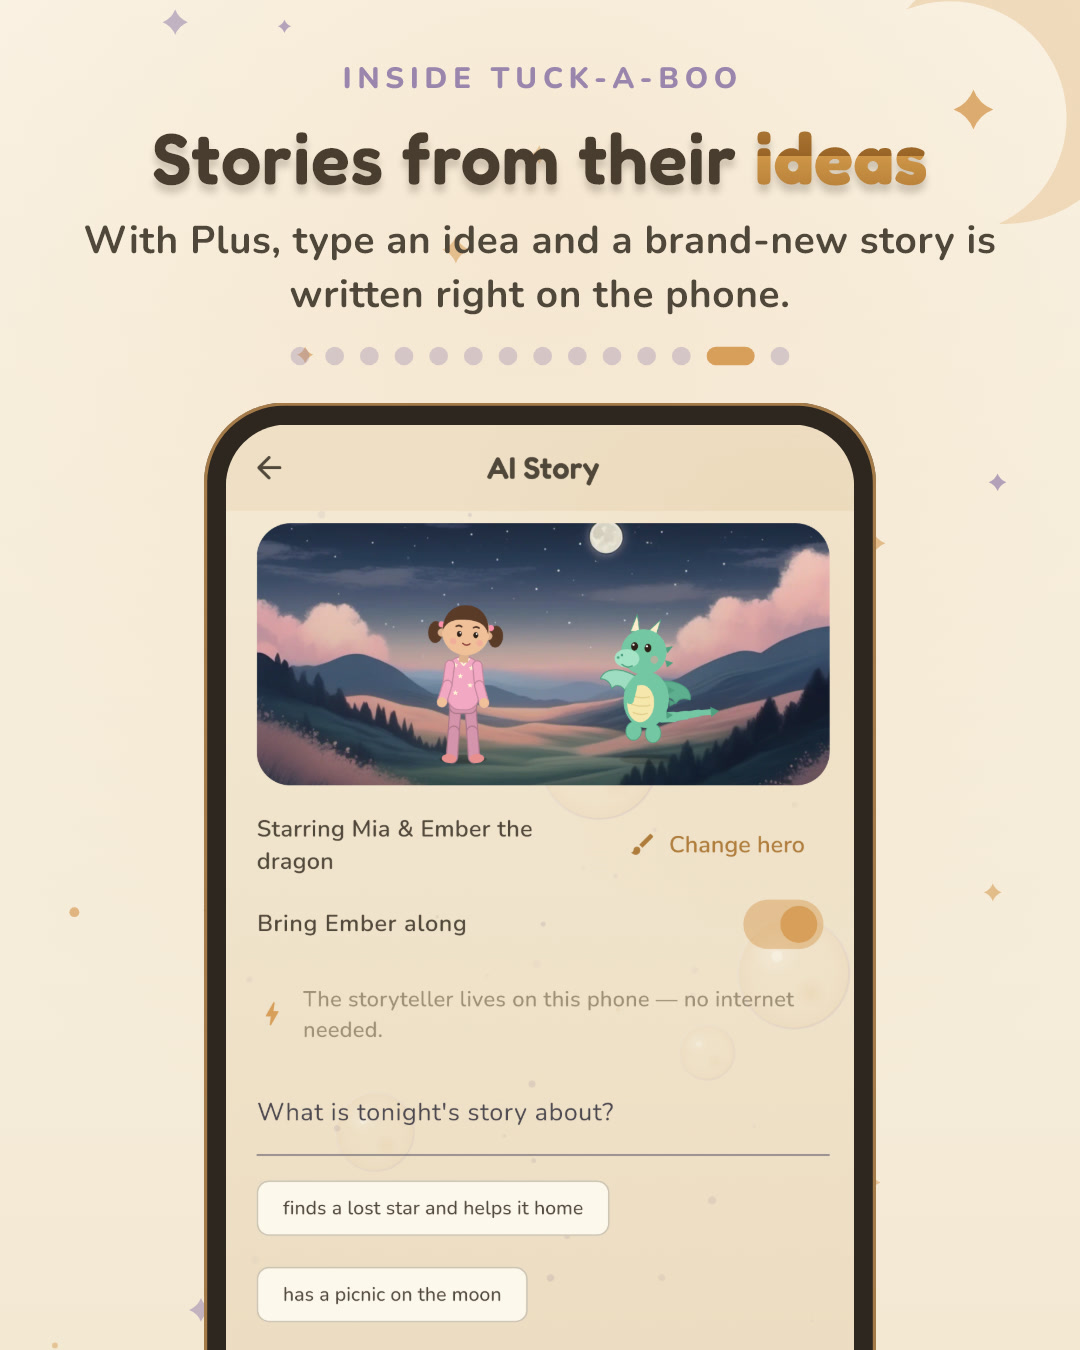 INSIDE TUCK-A-BOO
Stories from their ideas
With Plus, type an idea and a brand-new story is
written right on the phone.
AI Story
Starring Mia & Ember the
dragon
Change hero
Bring Ember along
The storyteller lives on this phone — no internet
needed.
What is tonight's story about?
finds a lost star and helps it home
has a picnic on the moon